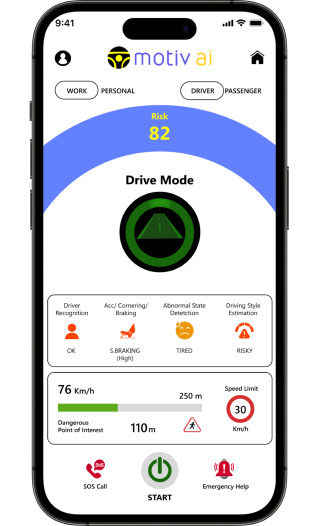 9:41
motiv ai
WORK PERSONAL DRIVER PASSENGER
Risk
82
Drive Mode
Driver Recognition
OK
Acc/ Cornering/ Braking
S.BRAKING (High)
Abnormal State Detetction
TIRED
Driving Style Estimation
RISKY
76 Km/h
250 m
Dangerous Point of Interest
110m
Speed Limit
30
Km/h
SOS
SOS Call
START
Emergency Help